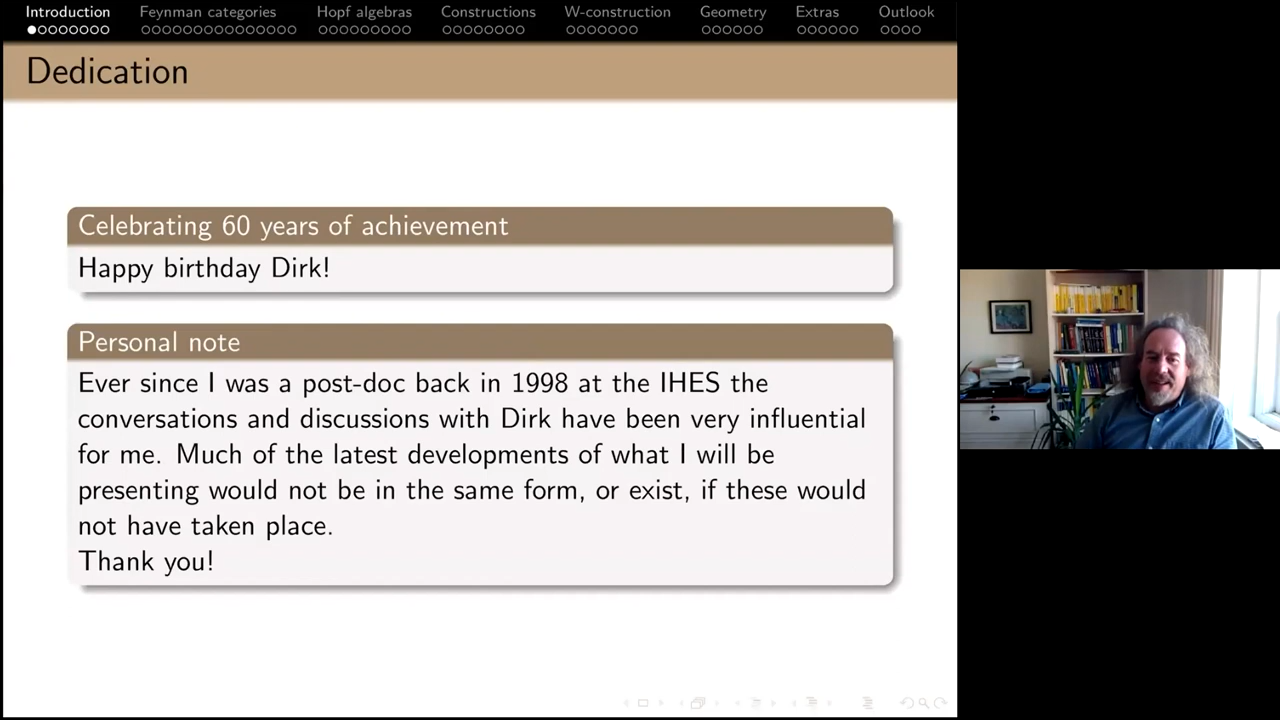 Introduction Feynman categories Hopf algebras Constructions W-construction Geometry Extras Outlook
Dedication
Celebrating 60 years of achievement
Happy birthday Dirk!
Personal note
Ever since I was a post-doc back in 1998 at the IHES the
conversations and discussions with Dirk have been very influential
for me. Much of the latest developments of what I will be
presenting would not be in the same form, or exist, if these would
not have taken place.
Thank you!